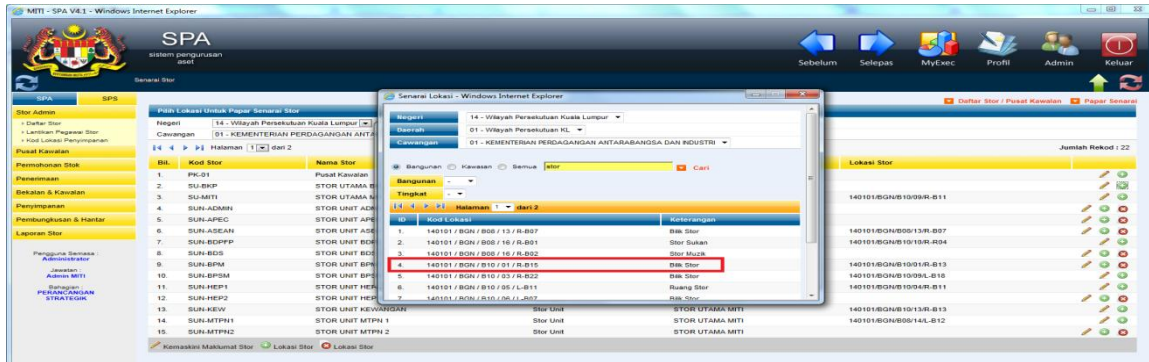 MITI - SPA V4.1 - Windows Internet Explorer
SPA
sistem pengurusan
aset
Sebelum Selepas MyExec Profil Admin Keluar
Senarai Stor
SPA SPS
Daftar Stor / Pusat Kawalan Papar Senarai
Stor Admin
Daftar Stor
Lantikan Pegawai Stor
Kod Lokasi Penyimpanan
Pusat Kawalan
Permohonan Stok
Penerimaan
Bekalan & Kawalan
Penyimpanan
Pembungkusan & Hantar
Laporan Stor
Pengguna Semasa :
Administrator
Jawatan :
Admin MITI
Bahagian :
PERANCANGAN
STRATEGIK
Pilih Lokasi Untuk Papar Senarai Stor
Negeri 14 - Wilayah Persekutuan Kuala Lumpur
Cawangan 01 - KEMENTERIAN PERDAGANGAN ANTA
Halaman 1 dari 2
Jumlah Rekod : 22
Bil. Kod Stor Nama Stor Lokasi Stor
1. PK-01 Pusat Kawalan
2. SU-BKP STOR UTAMA
3. SU-MITI STOR UTAMA 140101/BGN/B10/09/R-B11
4. SUN-ADMIN STOR UNIT
5. SUN-APEC STOR UNIT
6. SUN-ASEAN STOR UNIT 140101/BGN/B08/13/R-B07
7. SUN-BDPFP STOR UNIT 140101/BGN/B10/10/R-R04
8. SUN-BDS STOR UNIT
9. SUN-BPM STOR UNIT 140101/BGN/B10/01/R-B13
10. SUN-BPSM STOR UNIT 140101/BGN/B10/09/L-B18
11. SUN-HEP1 STOR UNIT 140101/BGN/B10/04/R-B11
12. SUN-HEP2 STOR UNIT
13. SUN-KEW STOR UNIT KEWANGAN Stor Unit STOR UTAMA MITI 140101/BGN/B10/13/R-B13
14. SUN-MTPN1 STOR UNIT MTPN 1 Stor Unit STOR UTAMA MITI 140101/BGN/B08/14/L-B12
15. SUN-MTPN2 STOR UNIT MTPN 2 Stor Unit STOR UTAMA MITI
Kemaskini Maklumat Stor Lokasi Stor Lokasi Stor
Senarai Lokasi - Windows Internet Explorer
Negeri 14 - Wilayah Persekutuan Kuala Lumpur
Daerah 01 - Wilayah Persekutuan KL
Cawangan 01 - KEMENTERIAN PERDAGANGAN ANTARABANGSA DAN INDUSTRI
Bangunan Kawasan Semua stor Cari
Bangunan -
Tingkat -
Halaman 1 dari 2
ID Kod Lokasi Keterangan
1. 140101 / BGN / B08 / 13 / R-B07 Bilik Stor
2. 140101 / BGN / B08 / 16 / R-B01 Stor Sukan
3. 140101 / BGN / B08 / 16 / R-B02 Stor Muzik
4. 140101 / BGN / B10 / 01 / R-B15 Bilik Stor
5. 140101 / BGN / B10 / 03 / R-B22 Bilik Stor
6. 140101 / BGN / B10 / 05 / L-B11 Ruang Stor
7. 140101 / BGN / B10 / 06 / L-B07 Bilik Stor